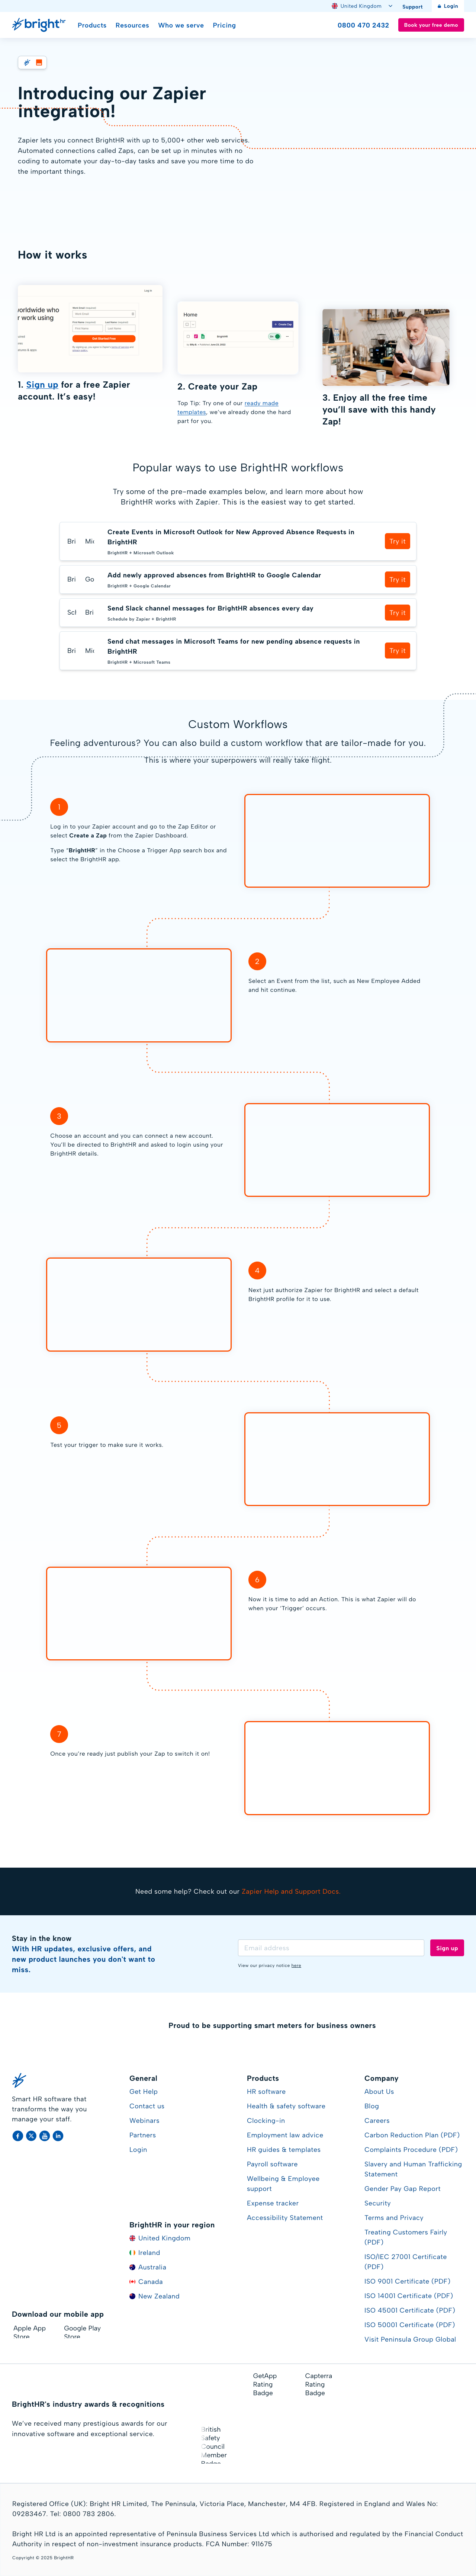 United Kingdom
Support
Login
brighthr
Products
Resources
Who we serve
Pricing
0800 470 2432
Book your free demo
Introducing our Zapier
integration!
Zapier lets you connect BrightHR with up to 5,000+ other web services.
Automated connections called Zaps, can be set up in minutes with no
coding to automate your day-to-day tasks and save you more time to do
the important things.
How it works
Log in
worldwide who
r work using
Get Started Free
1. Sign up for a free Zapier
account. It's easy!
Home
Create Zap
2. Create your Zap
Top Tip: Try one of our ready made
templates, we've already done the hard
part for you.
3. Enjoy all the free time
you'll save with this handy
Zap!
Popular ways to use BrightHR workflows
Try some of the pre-made examples below, and learn more about how
BrightHR works with Zapier. This is the easiest way to get started.
Bri
Mic
Create Events in Microsoft Outlook for New Approved Absence Requests in
BrightHR
BrightHR + Microsoft Outlook
Try it
Bri
Go
Add newly approved absences from BrightHR to Google Calendar
BrightHR + Google Calendar
Try it
Sch
Bri
Send Slack channel messages for BrightHR absences every day
Schedule by Zapier + BrightHR
Try it
Bri
Mic
Send chat messages in Microsoft Teams for new pending absence requests in
BrightHR
BrightHR + Microsoft Teams
Try it
Custom Workflows
Feeling adventurous? You can also build a custom workflow that are tailor-made for you.
This is where your superpowers will really take flight.
1
Log in to your Zapier account and go to the Zap Editor or
select Create a Zap from the Zapier Dashboard.
Type "BrightHR" in the Choose a Trigger App search box and
select the BrightHR app.
2
Select an Event from the list, such as New Employee Added
and hit continue.
3
Choose an account and you can connect a new account.
You'll be directed to BrightHR and asked to login using your
BrightHR details.
4
Next just authorize Zapier for BrightHR and select a default
BrightHR profile for it to use.
5
Test your trigger to make sure it works.
6
Now it is time to add an Action. This is what Zapier will do
when your 'Trigger' occurs.
7
Once you're ready just publish your Zap to switch it on!
Need some help? Check out our Zapier Help and Support Docs.
Stay in the know
With HR updates, exclusive offers, and
new product launches you won't want to
miss.
Email address
Sign up
View our privacy notice here
Proud to be supporting smart meters for business owners
Smart HR software that
transforms the way you
manage your staff.
General
Get Help
Contact us
Webinars
Partners
Login
BrightHR in your region
United Kingdom
Ireland
Australia
Canada
New Zealand
Products
HR software
Health & safety software
Clocking-in
Employment law advice
HR guides & templates
Payroll software
Wellbeing & Employee
support
Expense tracker
Accessibility Statement
Company
About Us
Blog
Careers
Carbon Reduction Plan (PDF)
Complaints Procedure (PDF)
Slavery and Human Trafficking
Statement
Gender Pay Gap Report
Security
Terms and Privacy
Treating Customers Fairly
(PDF)
ISO/IEC 27001 Certificate
(PDF)
ISO 9001 Certificate (PDF)
ISO 14001 Certificate (PDF)
ISO 45001 Certificate (PDF)
ISO 50001 Certificate (PDF)
Visit Peninsula Group Global
Download our mobile app
Apple App
Store
Google Play
Store
BrightHR's industry awards & recognitions
We've received many prestigious awards for our
innovative software and exceptional service.
GetApp
Rating
Badge
Capterra
Rating
Badge
British
Safety
Council
Member
Badge
Registered Office (UK): Bright HR Limited, The Peninsula, Victoria Place, Manchester, M4 4FB. Registered in England and Wales No:
09283467. Tel: 0800 783 2806.
Bright HR Ltd is an appointed representative of Peninsula Business Services Ltd which is authorised and regulated by the Financial Conduct
Authority in respect of non-investment insurance products. FCA Number: 911675
Copyright © 2025 BrightHR